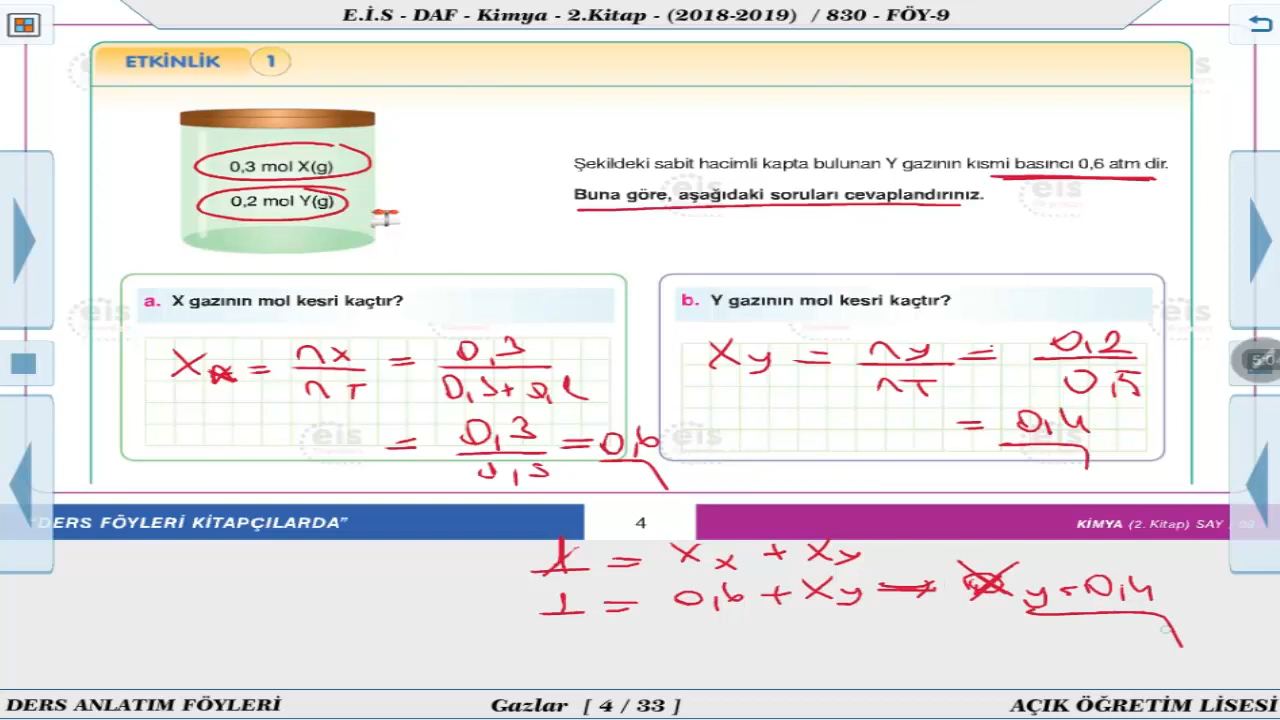 E.İ.S - DAF - Kimya - 2.Kitap - (2018-2019) / 830 - FÖY-9
ETKİNLİK 1
0,3 mol X(g)
0,2 mol Y(g)
Şekildeki sabit hacimli kapta bulunan Y gazının kısmi basıncı 0,6 atm dir.
Buna göre, aşağıdaki soruları cevaplandırınız.
a. X gazının mol kesri kaçtır?
Xx = nx / nT = 0,3 / 0,3 + 0,2
= 0,3 / 0,5 = 0,6
b. Y gazının mol kesri kaçtır?
Xy = ny / nT = 0,2 / 0,5
= 0,4
5:04
"DERS FÖYLERİ KİTAPÇILARDA"
4
KİMYA (2. Kitap) SAY
1 = Xx + Xy
1 = 0,6 + Xy → Xy = 0,4
DERS ANLATIM FÖYLERİ
Gazlar [ 4 / 33 ]
AÇIK ÖĞRETİM LİSESİ
eis